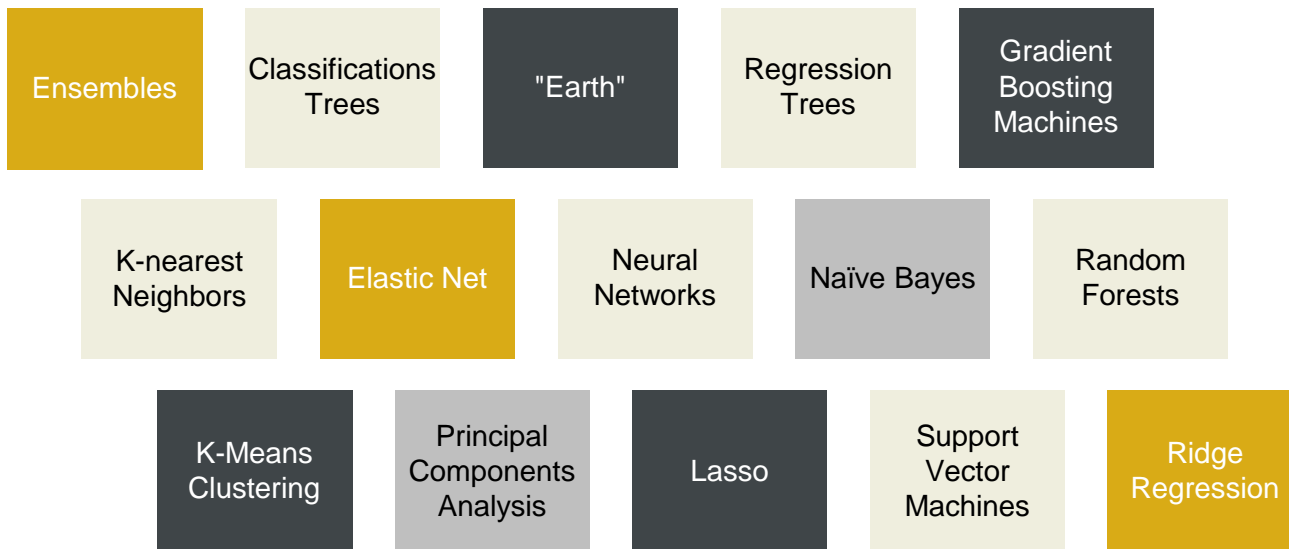 Ensembles
Classifications
Trees
"Earth"
Regression
Trees
Gradient
Boosting
Machines
K-nearest
Neighbors
Elastic Net
Neural
Networks
Naïve Bayes
Random
Forests
K-Means
Clustering
Principal
Components
Analysis
Lasso
Support
Vector
Machines
Ridge
Regression